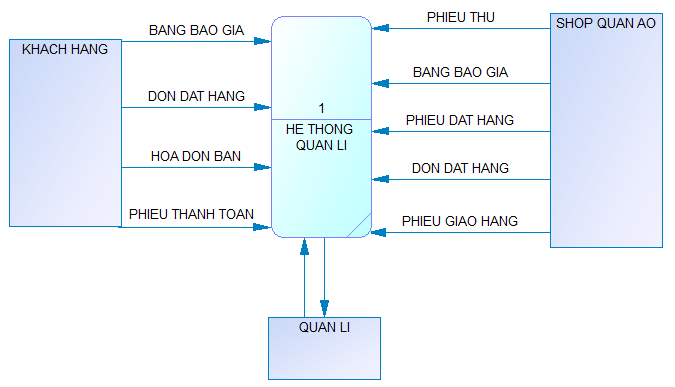 KHACH HANG
BANG BAO GIA
DON DAT HANG
HOA DON BAN
PHIEU THANH TOAN
1
HE THONG
QUAN LI
PHIEU THU
BANG BAO GIA
PHIEU DAT HANG
DON DAT HANG
PHIEU GIAO HANG
SHOP QUAN AO
QUAN LI